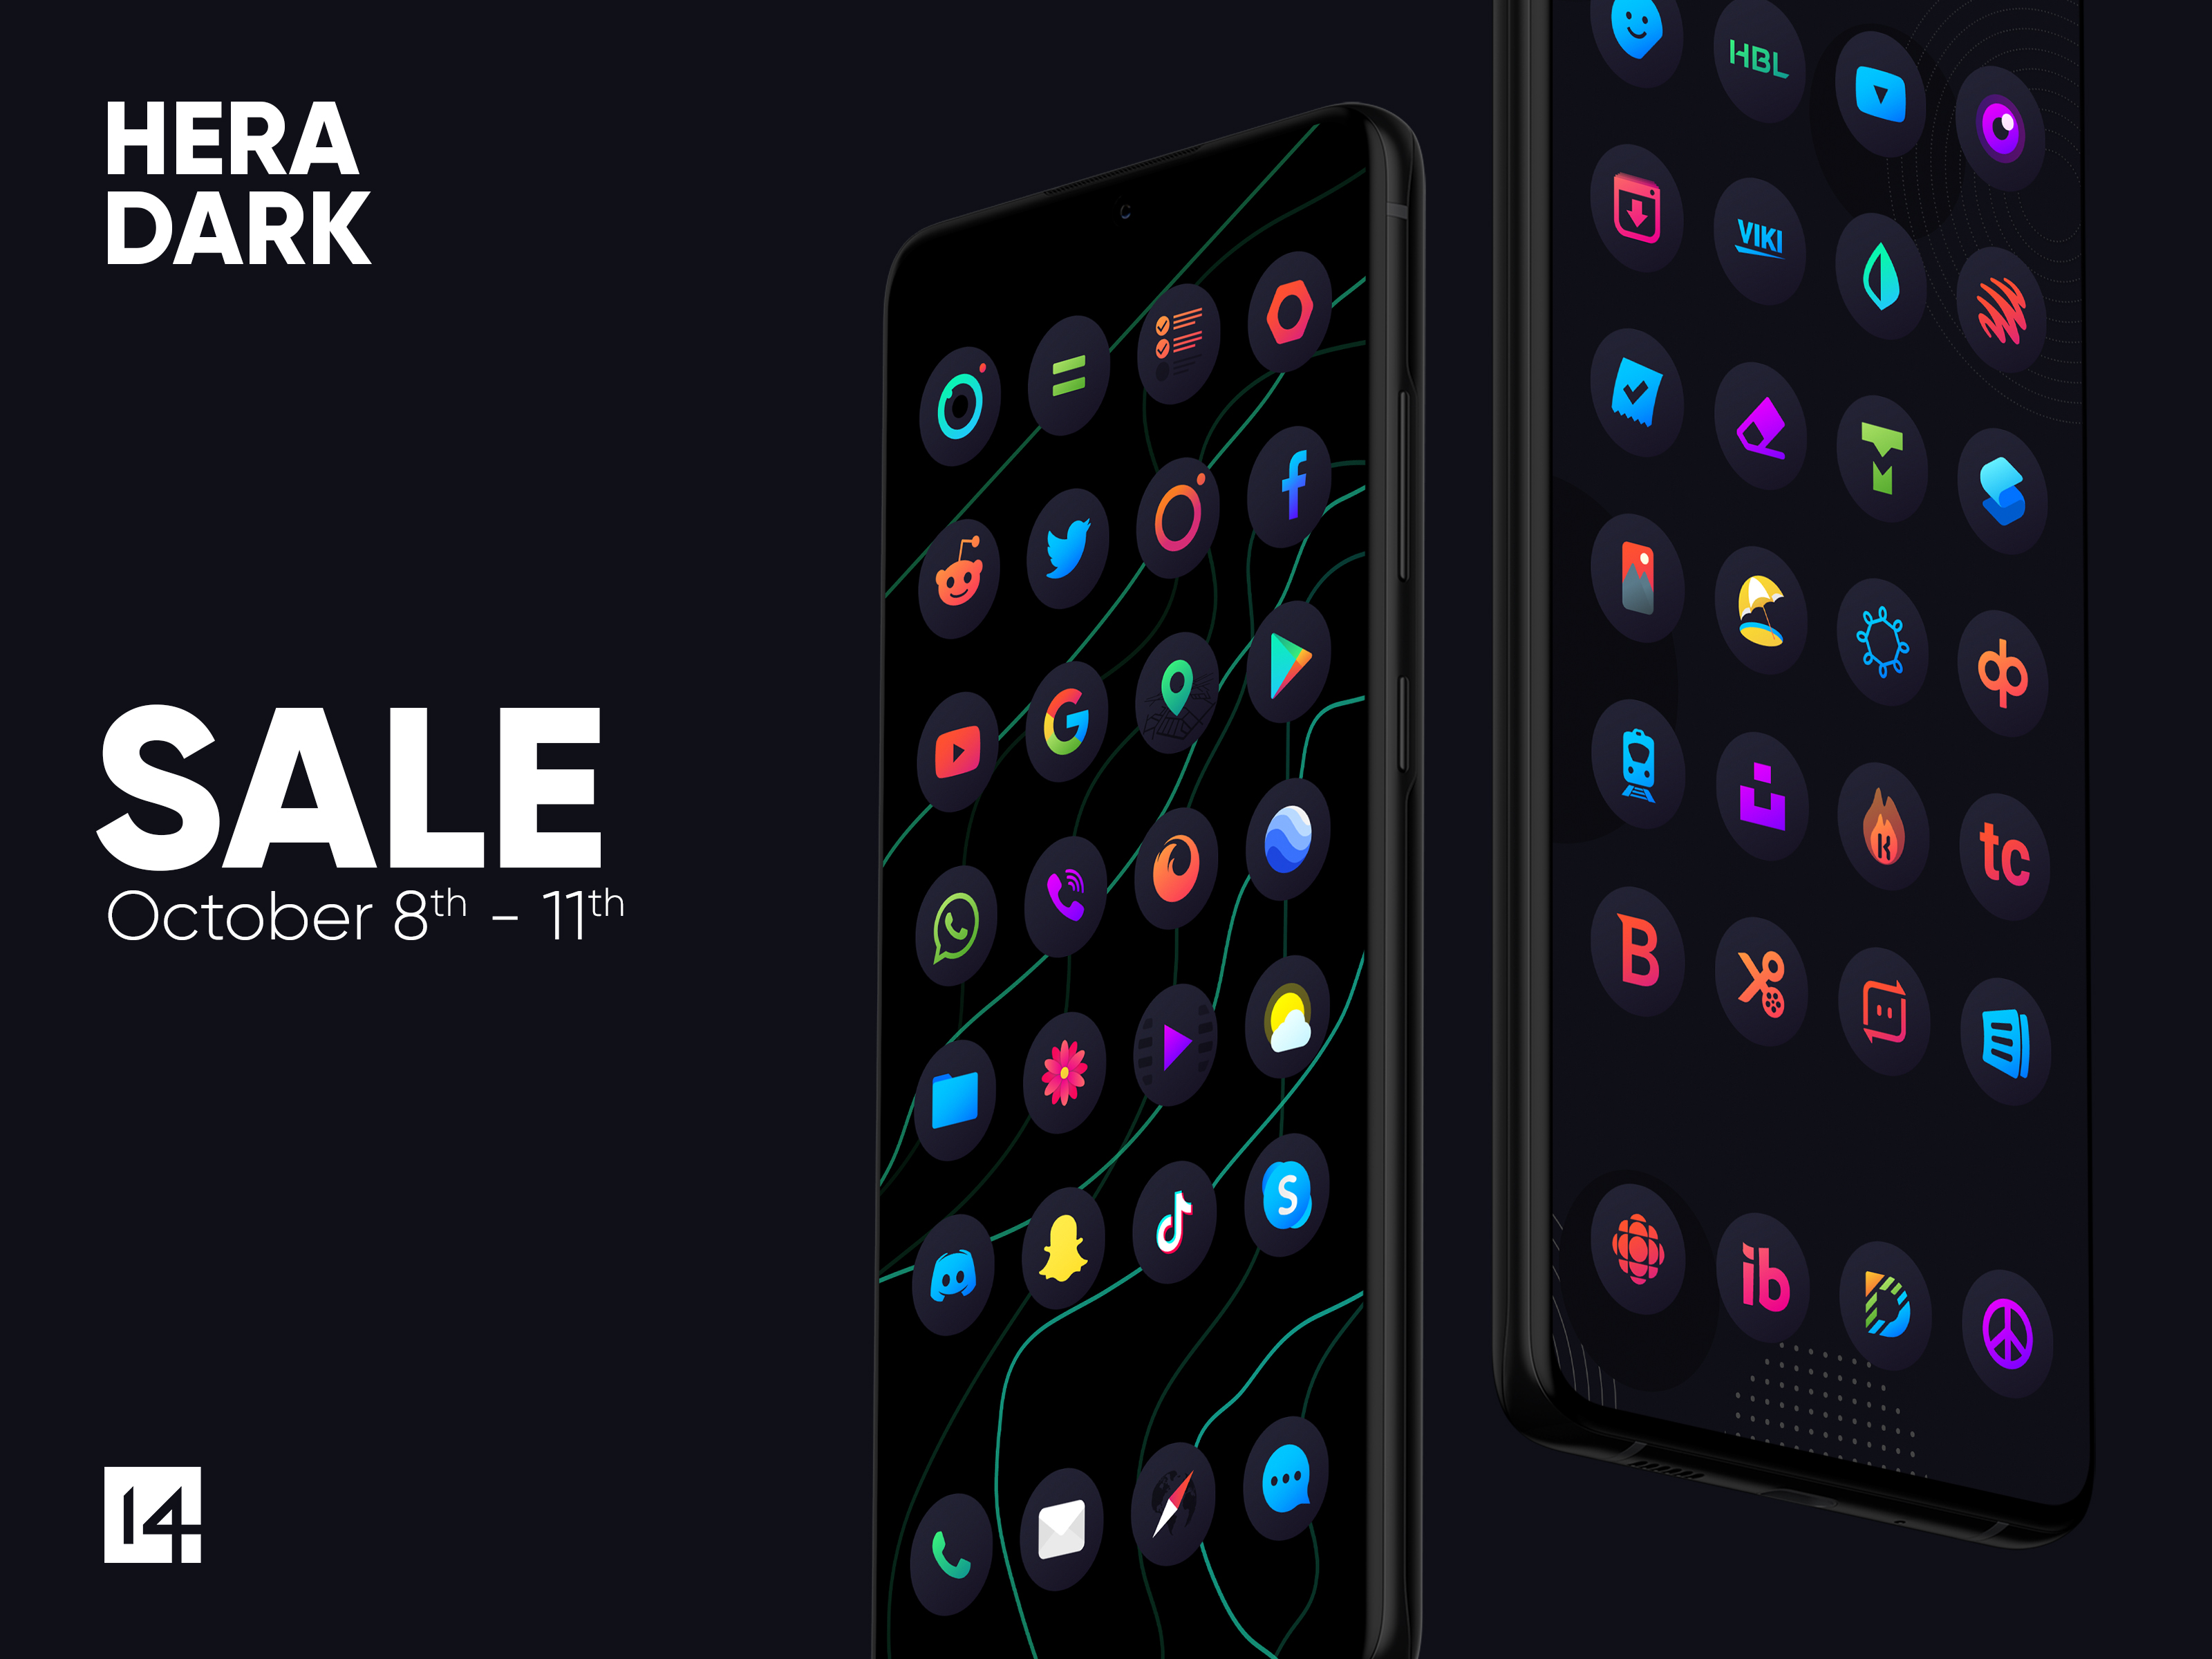 HERA
DARK
SALE
October 8th - 11th
14
HBL
VIKI
tc
B
ib